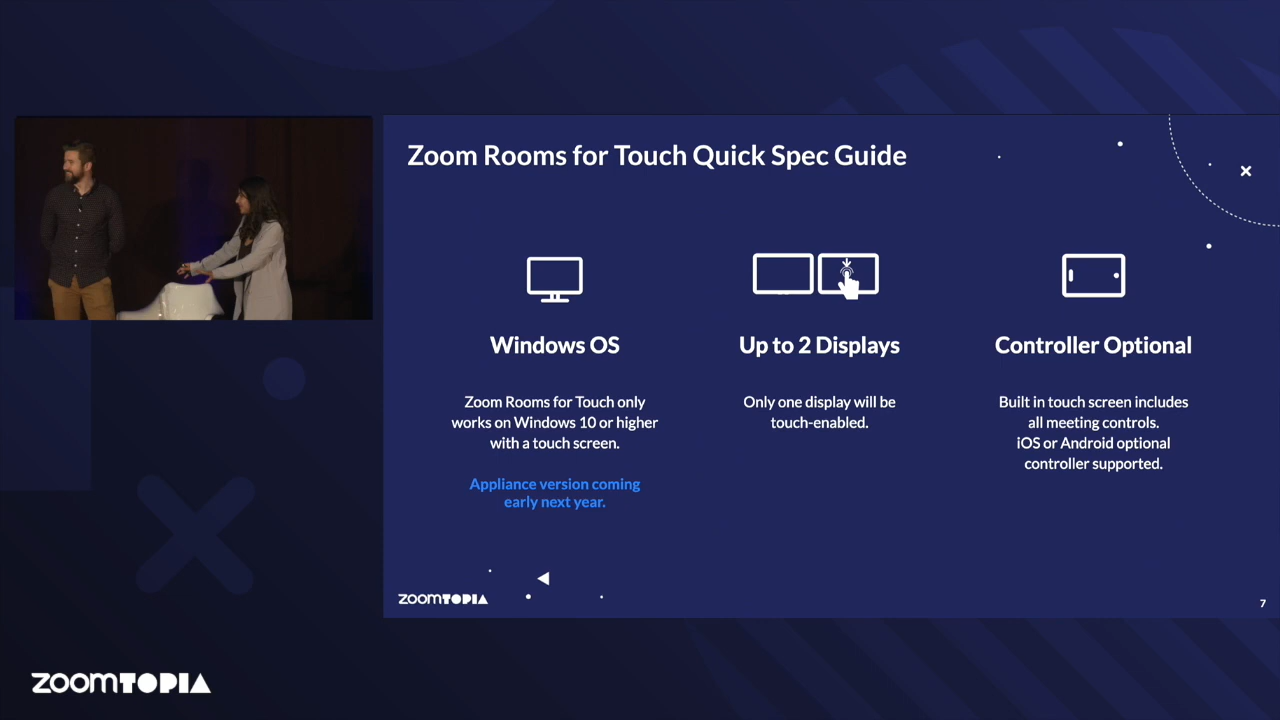 Zoom Rooms for Touch Quick Spec Guide
Windows OS
Zoom Rooms for Touch only
works on Windows 10 or higher
with a touch screen.
Appliance version coming
early next year.
Up to 2 Displays
Only one display will be
touch-enabled.
Controller Optional
Built in touch screen includes
all meeting controls.
iOS or Android optional
controller supported.
zoomTOPIA
7
zoomTOPIA